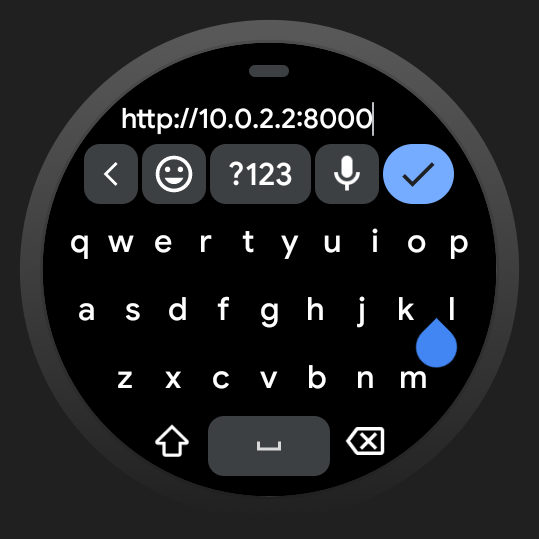 http://10.0.2.2:8000
?123
q w e r t y u i o p
a s d f g h j k l
z x c v b n m